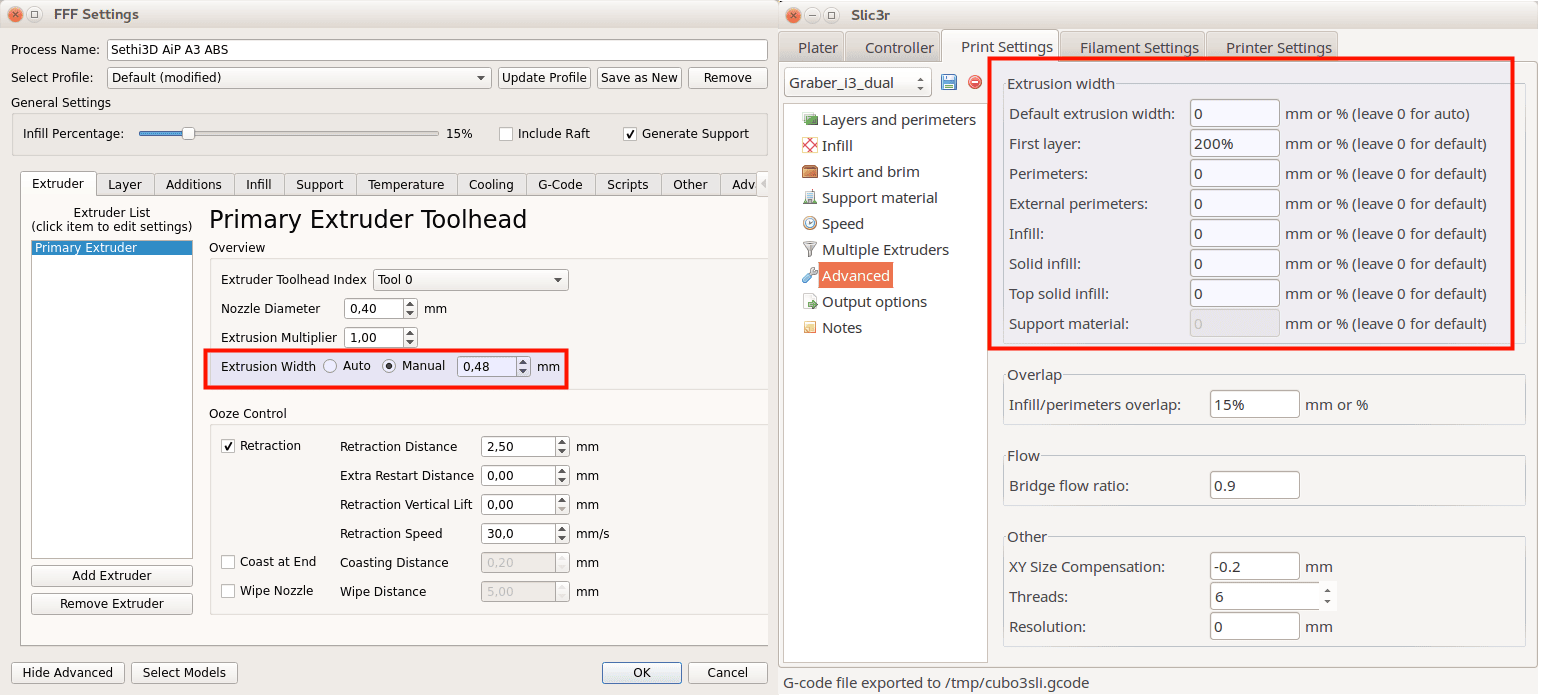 FFF Settings
Process Name: Sethi3D AiP A3 ABS
Select Profile: Default (modified) Update Profile Save as New Remove
General Settings
Infill Percentage: 15% Include Raft Generate Support
Extruder Layer Additions Infill Support Temperature Cooling G-Code Scripts Other Adv
Extruder List
(click item to edit settings)
Primary Extruder
Add Extruder
Remove Extruder
Primary Extruder Toolhead
Overview
Extruder Toolhead Index Tool 0
Nozzle Diameter 0,40 mm
Extrusion Multiplier 1,00
Extrusion Width Auto Manual 0,48 mm
Ooze Control
Retraction Retraction Distance 2,50 mm
Extra Restart Distance 0,00 mm
Retraction Vertical Lift 0,00 mm
Retraction Speed 30,0 mm/s
Coast at End Coasting Distance 0,20 mm
Wipe Nozzle Wipe Distance 5,00 mm
Hide Advanced Select Models OK Cancel
Slic3r
Plater Controller Print Settings Filament Settings Printer Settings
Graber_i3_dual
Layers and perimeters
Infill
Skirt and brim
Support material
Speed
Multiple Extruders
Advanced
Output options
Notes
Extrusion width
Default extrusion width: 0 mm or % (leave 0 for auto)
First layer: 200% mm or % (leave 0 for default)
Perimeters: 0 mm or % (leave 0 for default)
External perimeters: 0 mm or % (leave 0 for default)
Infill: 0 mm or % (leave 0 for default)
Solid infill: 0 mm or % (leave 0 for default)
Top solid infill: 0 mm or % (leave 0 for default)
Support material: 0 mm or % (leave 0 for default)
Overlap
Infill/perimeters overlap: 15% mm or %
Flow
Bridge flow ratio: 0.9
Other
XY Size Compensation: -0.2 mm
Threads: 6
Resolution: 0 mm
G-code file exported to /tmp/cubo3sli.gcode